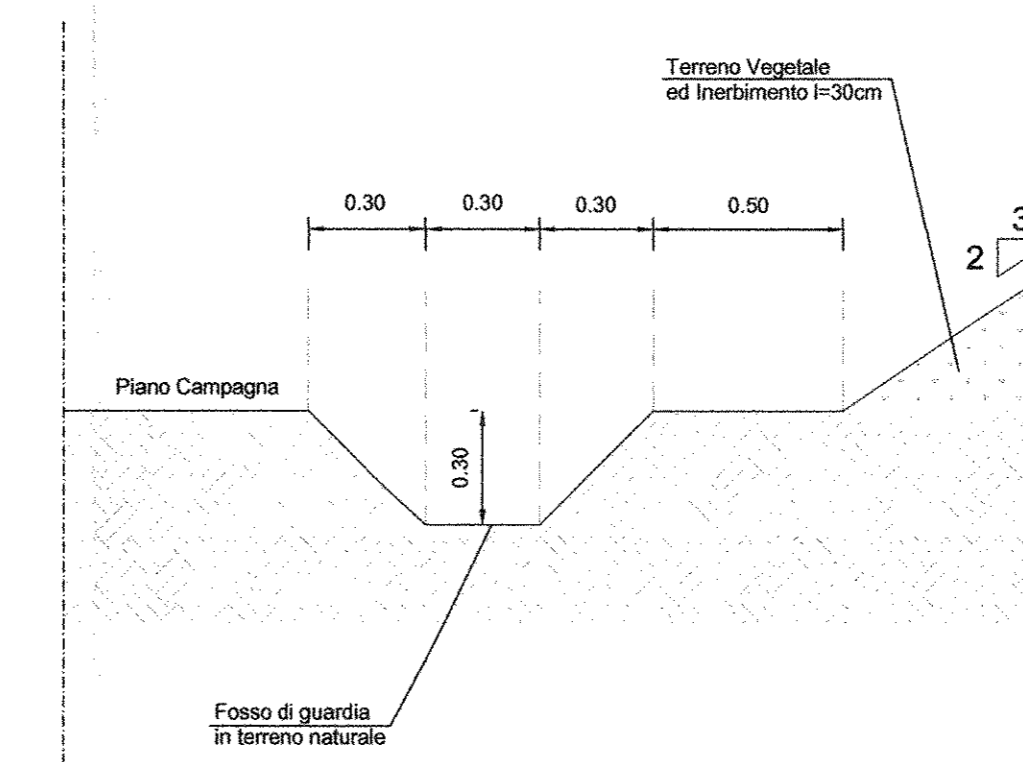 Terreno Vegetale
ed Inerbimento l=30cm
0.30 0.30 0.30 0.50
3
2
Piano Campagna
0.30
Fosso di guardia
in terreno naturale